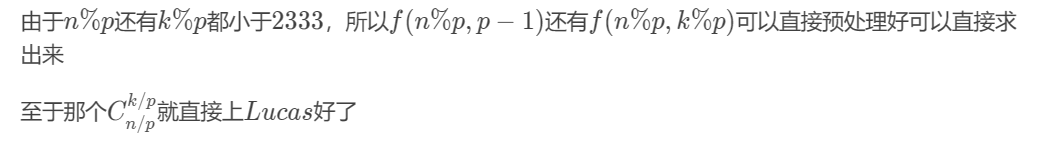 由于n%p还有k%p都小于2333，所以f(n%p, p − 1)还有f(n%p, k%p)可以直接预处理好可以直接求
出来
至于那个C_{n/p}^{k/p}就直接上Lucas好了